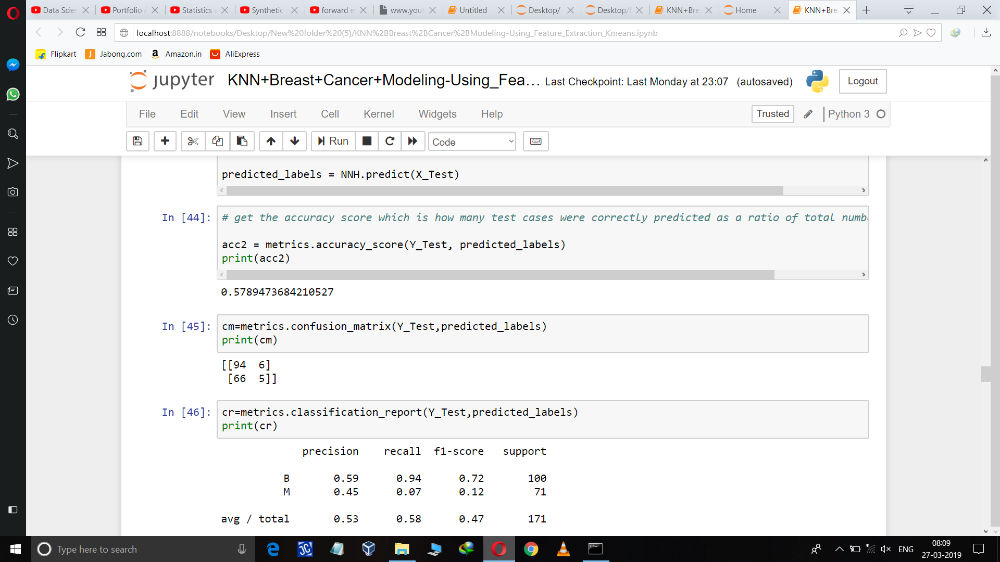 Data Scien
Portfolio A
Statistics a
Synthetic
forward e
www.yout
Untitled
Desktop/
Desktop/
KNN+Bre
Home
KNN+Bre
localhost:8888/notebooks/Desktop/New%20folder%20(5)/KNN%2BBreast%2BCancer%2BModeling-Using_Feature_Extraction_Kmeans.ipynb
Flipkart
J Jabong.com
a Amazon.in
AliExpress
jupyter KNN+Breast+Cancer+Modeling-Using_Fea... Last Checkpoint: Last Monday at 23:07 (autosaved)
Logout
File Edit View Insert Cell Kernel Widgets Help
Trusted
Python 3
Run
Code
predicted_labels = NNH.predict(X_Test)
In [44]: # get the accuracy score which is how many test cases were correctly predicted as a ratio of total numbe
acc2 = metrics.accuracy_score(Y_Test, predicted_labels)
print(acc2)
0.5789473684210527
In [45]: cm=metrics.confusion_matrix(Y_Test,predicted_labels)
print(cm)
[[94 6]
[66 5]]
In [46]: cr=metrics.classification_report(Y_Test,predicted_labels)
print(cr)
precision recall f1-score support
B 0.59 0.94 0.72 100
M 0.45 0.07 0.12 71
avg / total 0.53 0.58 0.47 171
Type here to search
JC
ENG
08:09
27-03-2019